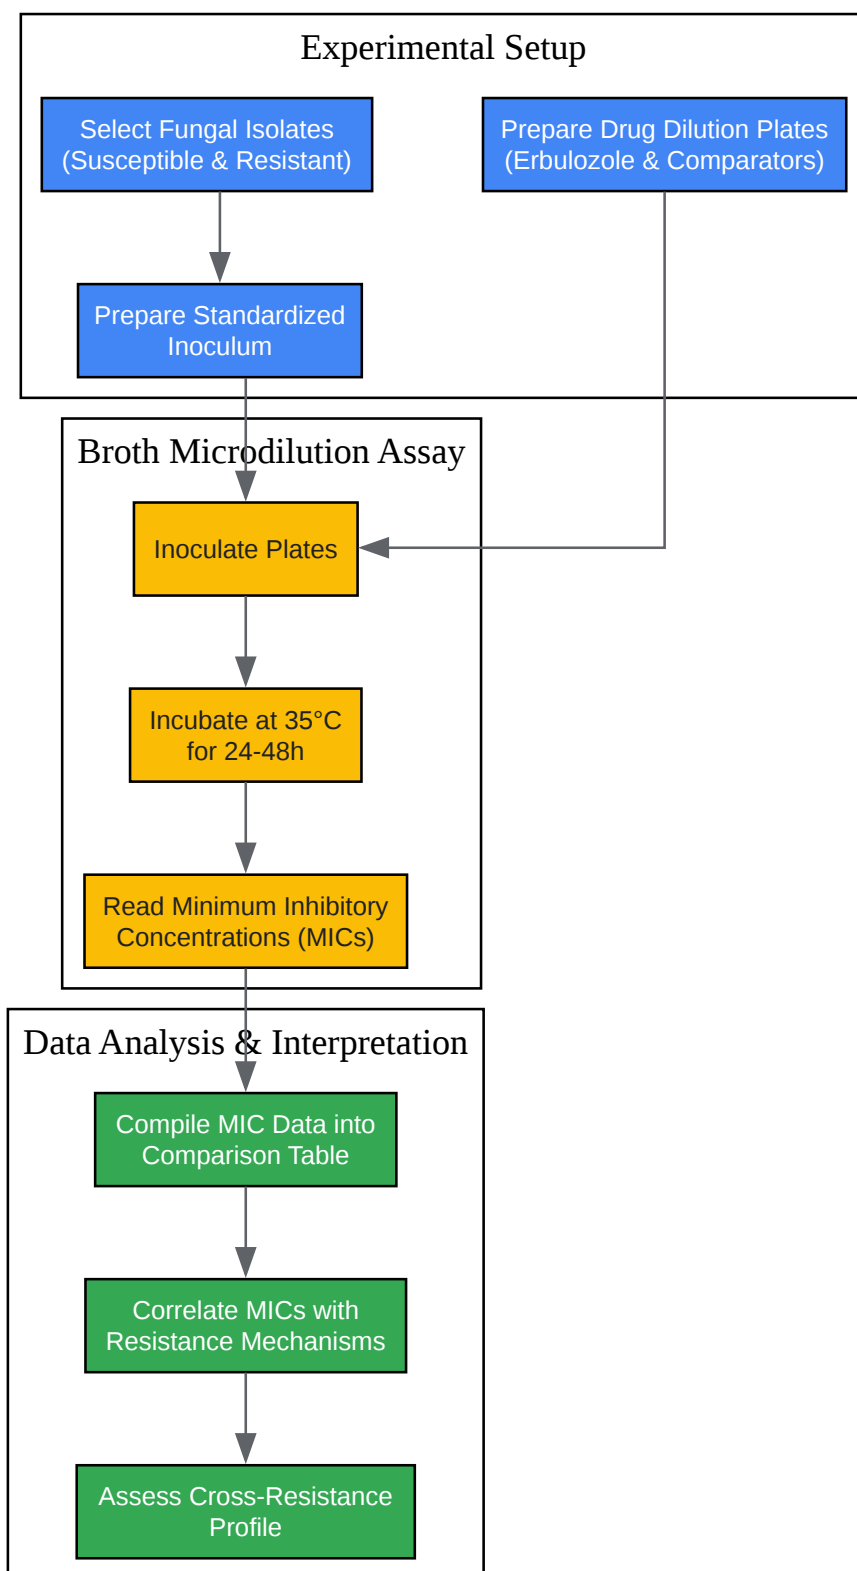 Experimental Setup
Select Fungal Isolates
(Susceptible & Resistant)
Prepare Drug Dilution Plates
(Erbulozole & Comparators)
Prepare Standardized
Inoculum
Broth Microdilution Assay
Inoculate Plates
Incubate at 35°C
for 24-48h
Read Minimum Inhibitory
Concentrations (MICs)
Data Analysis & Interpretation
Compile MIC Data into
Comparison Table
Correlate MICs with
Resistance Mechanisms
Assess Cross-Resistance
Profile